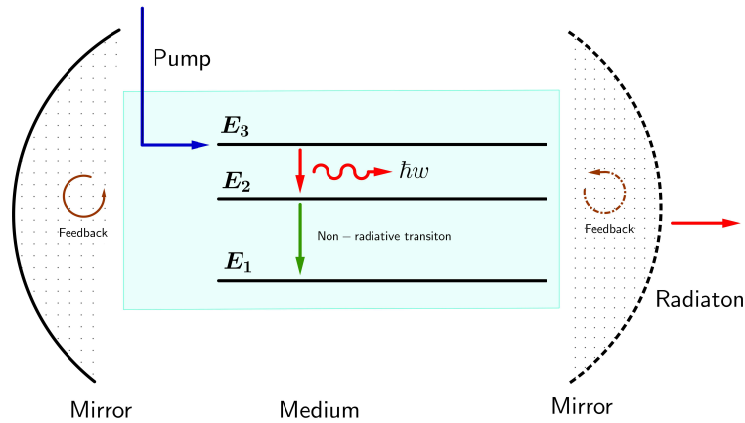 Pump
E3
ħw
E2
Feedback
Feedback
Non – radiative transiton
E1
Radiaton
Mirror
Medium
Mirror